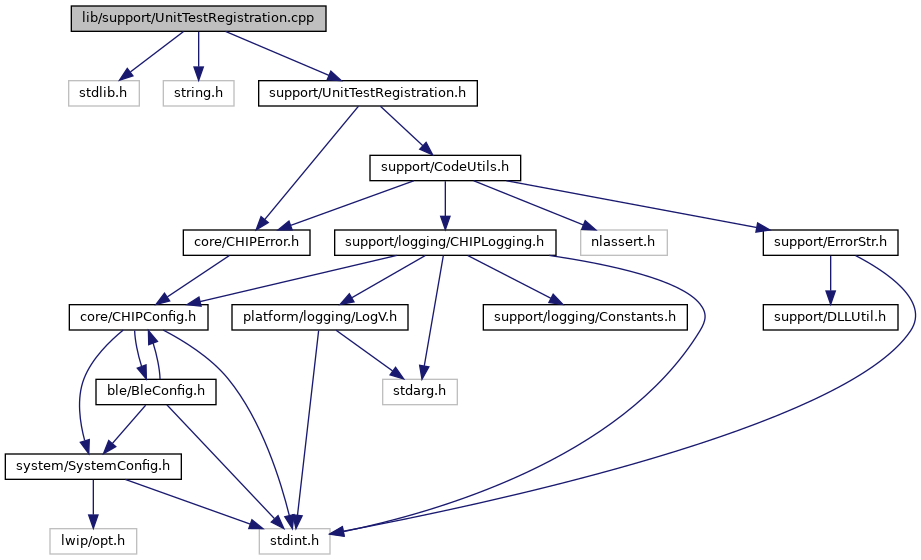 lib/support/UnitTestRegistration.cpp
stdlib.h
string.h
support/UnitTestRegistration.h
support/CodeUtils.h
core/CHIPError.h
support/logging/CHIPLogging.h
nlassert.h
support/ErrorStr.h
core/CHIPConfig.h
platform/logging/LogV.h
support/logging/Constants.h
support/DLLUtil.h
ble/BleConfig.h
stdarg.h
system/SystemConfig.h
lwip/opt.h
stdint.h